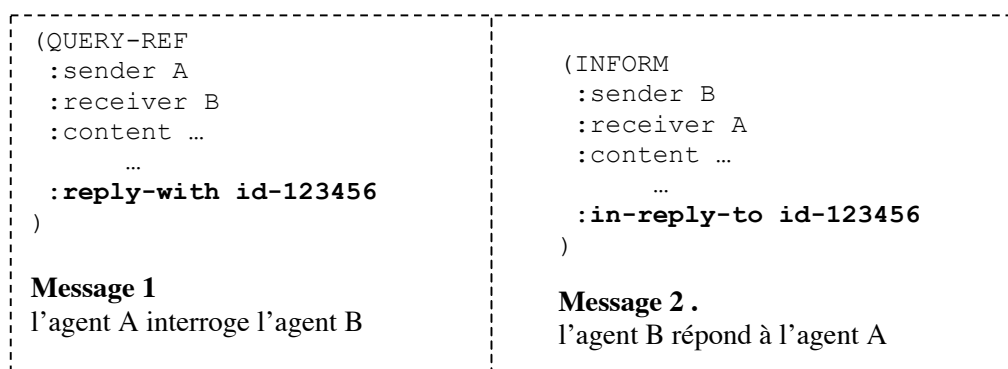 (QUERY-REF
:sender A
:receiver B
:content …
…
:reply-with id-123456
)
Message 1
l’agent A interroge l’agent B
(INFORM
:sender B
:receiver A
:content …
…
:in-reply-to id-123456
)
Message 2 .
l’agent B répond à l’agent A